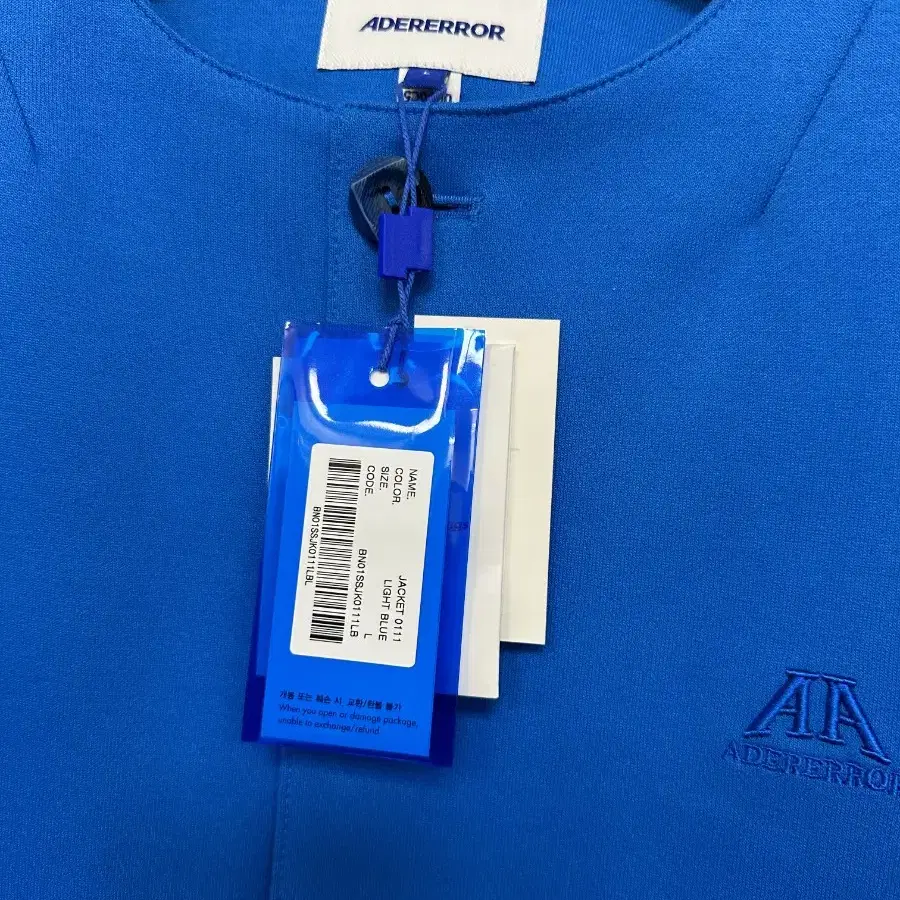 ADERERROR
NAME. JACKET 0111
COLOR. LIGHT BLUE
SIZE. L
CODE. BN01SSJK0111LB
BN01SSJK0111LBL
개봉 또는 훼손 시, 교환/환불 불가
When you open or damage package,
unable to exchange/refund.
AA
ADERERROR